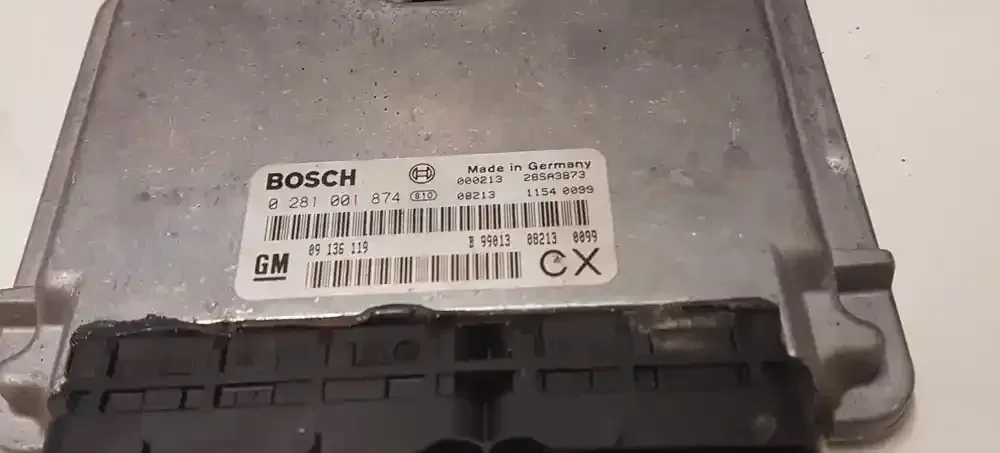 BOSCH Made in Germany
000213 28SA3873
0 281 001 874 810 08213 1154 0099
09 136 119 B 99013 08213 0099
GM CX